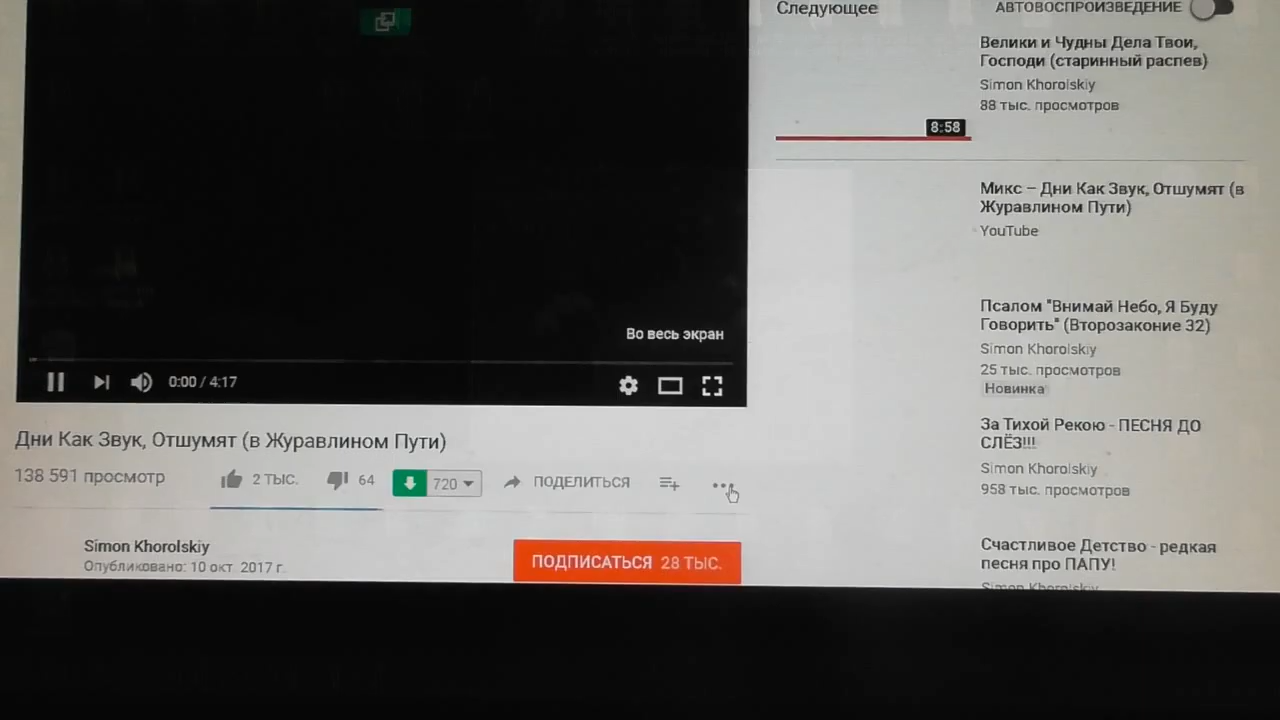 Следующее
АВТОВОСПРОИЗВЕДЕНИЕ
Велики и Чудны Дела Твои,
Господи (старинный распев)
Simon Khorolskiy
88 тыс. просмотров
8:58
Микс – Дни Как Звук, Отшумят (в
Журавлином Пути)
YouTube
Псалом "Внимай Небо, Я Буду
Говорить" (Второзаконие 32)
Simon Khorolskiy
25 тыс. просмотров
Новинка
За Тихой Рекою - ПЕСНЯ ДО
СЛЁЗ!!!
Simon Khorolskiy
958 тыс. просмотров
Счастливое Детство - редкая
песня про ПАПУ!
Simon Khorolskiy
Во весь экран
0:00 / 4:17
Дни Как Звук, Отшумят (в Журавлином Пути)
138 591 просмотр
2 ТЫС.
64
720
ПОДЕЛИТЬСЯ
Simon Khorolskiy
Опубликовано: 10 окт. 2017 г.
ПОДПИСАТЬСЯ 28 ТЫС.